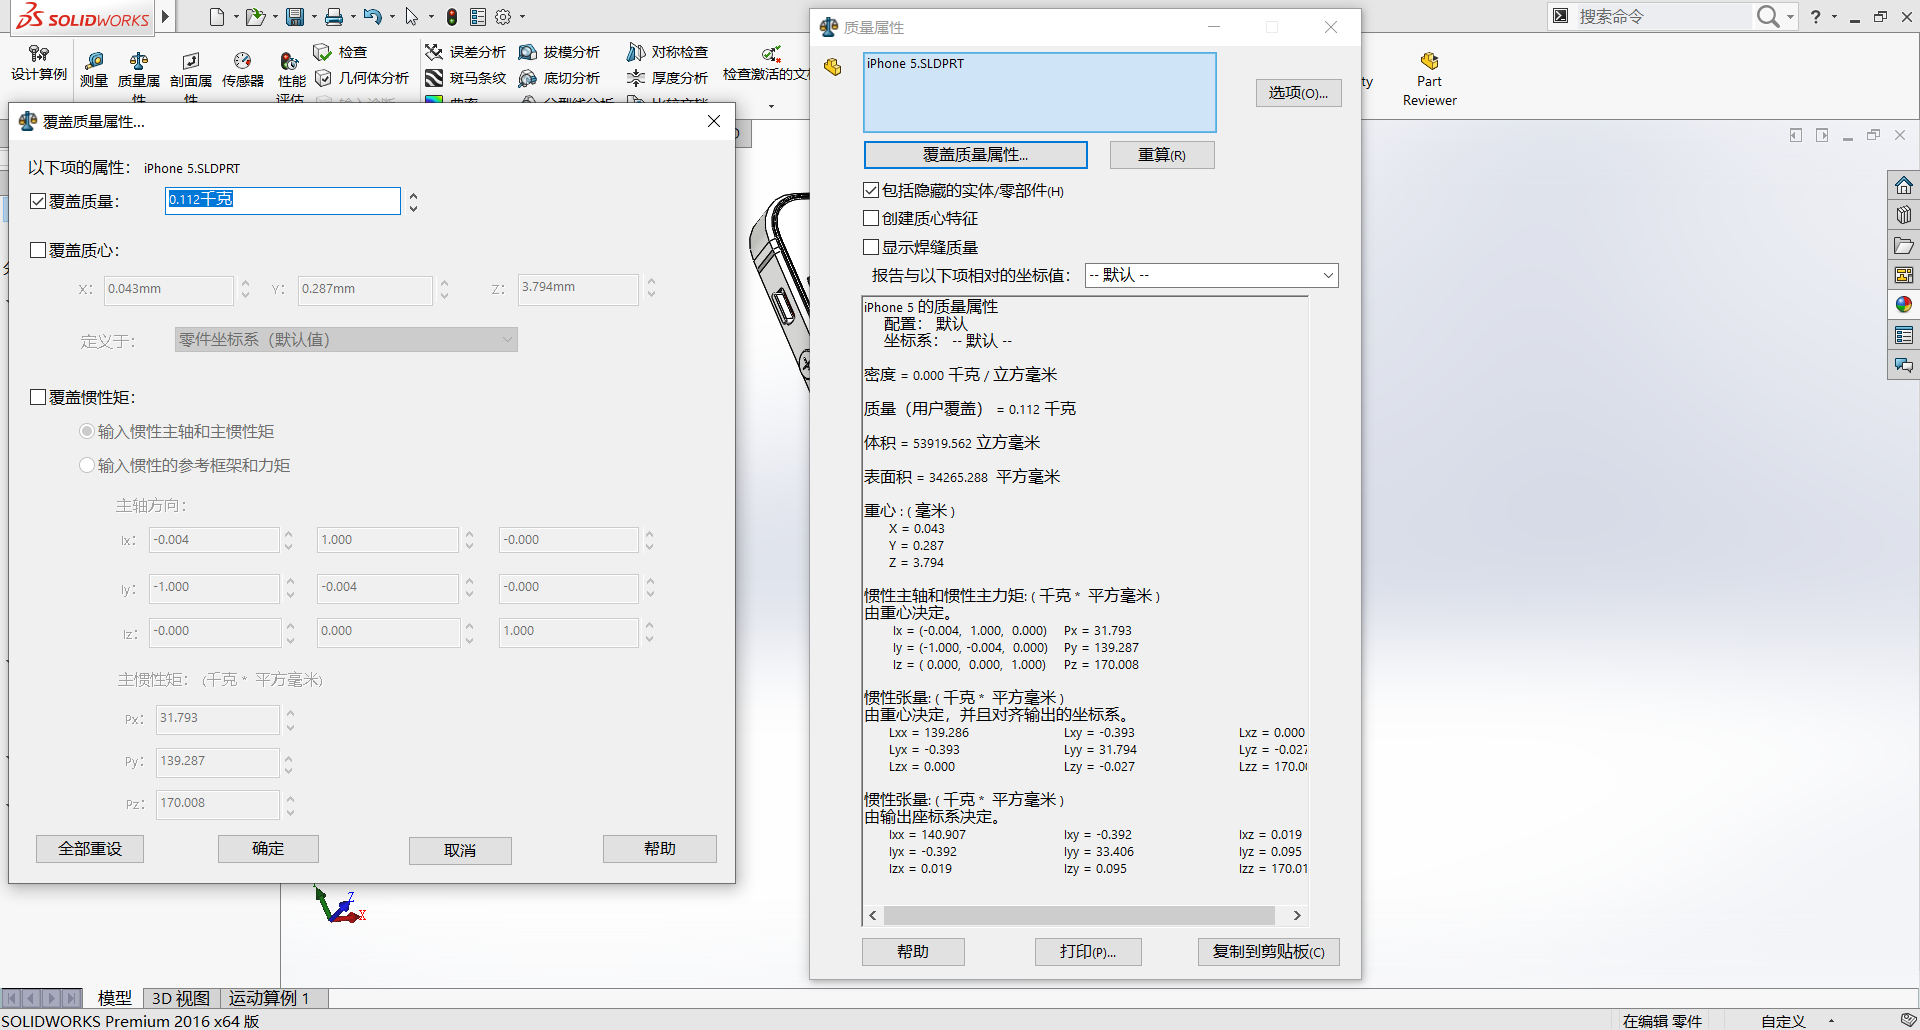 SOLIDWORKS
搜索命令
设计算例
测量
质量属性
剖面属性
传感器
性能评估
检查
几何体分析
误差分析
斑马条纹
曲率
拔模分析
底切分析
分型线分析
对称检查
厚度分析
比较文档
检查激活的文档
ty
Part Reviewer
覆盖质量属性...
以下项的属性: iPhone 5.SLDPRT
覆盖质量:
0.112千克
覆盖质心:
X: 0.043mm Y: 0.287mm Z: 3.794mm
定义于: 零件坐标系（默认值）
覆盖惯性矩:
输入惯性主轴和主惯性矩
输入惯性的参考框架和力矩
主轴方向:
Ix: -0.004 1.000 -0.000
Iy: -1.000 -0.004 -0.000
Iz: -0.000 0.000 1.000
主惯性矩: (千克 * 平方毫米)
Px: 31.793
Py: 139.287
Pz: 170.008
全部重设 确定 取消 帮助
Z
X
质量属性
iPhone 5.SLDPRT
选项(O)...
覆盖质量属性... 重算(R)
包括隐藏的实体/零部件(H)
创建质心特征
显示焊缝质量
报告与以下项相对的坐标值: -- 默认 --
iPhone 5 的质量属性
配置: 默认
坐标系: -- 默认 --
密度 = 0.000 千克 / 立方毫米
质量（用户覆盖） = 0.112 千克
体积 = 53919.562 立方毫米
表面积 = 34265.288 平方毫米
重心 : ( 毫米 )
X = 0.043
Y = 0.287
Z = 3.794
惯性主轴和惯性主力矩: ( 千克 * 平方毫米 )
由重心决定。
Ix = (-0.004, 1.000, 0.000) Px = 31.793
Iy = (-1.000, -0.004, 0.000) Py = 139.287
Iz = ( 0.000, 0.000, 1.000) Pz = 170.008
惯性张量: ( 千克 * 平方毫米 )
由重心决定，并且对齐输出的坐标系。
Lxx = 139.286 Lxy = -0.393 Lxz = 0.000
Lyx = -0.393 Lyy = 31.794 Lyz = -0.027
Lzx = 0.000 Lzy = -0.027 Lzz = 170.00
惯性张量: ( 千克 * 平方毫米 )
由输出座标系决定。
Ixx = 140.907 Ixy = -0.392 Ixz = 0.019
Iyx = -0.392 Iyy = 33.406 Iyz = 0.095
Izx = 0.019 Izy = 0.095 Izz = 170.01
帮助 打印(P)... 复制到剪贴板(C)
模型 3D 视图 运动算例 1
SOLIDWORKS Premium 2016 x64 版
在编辑 零件 自定义